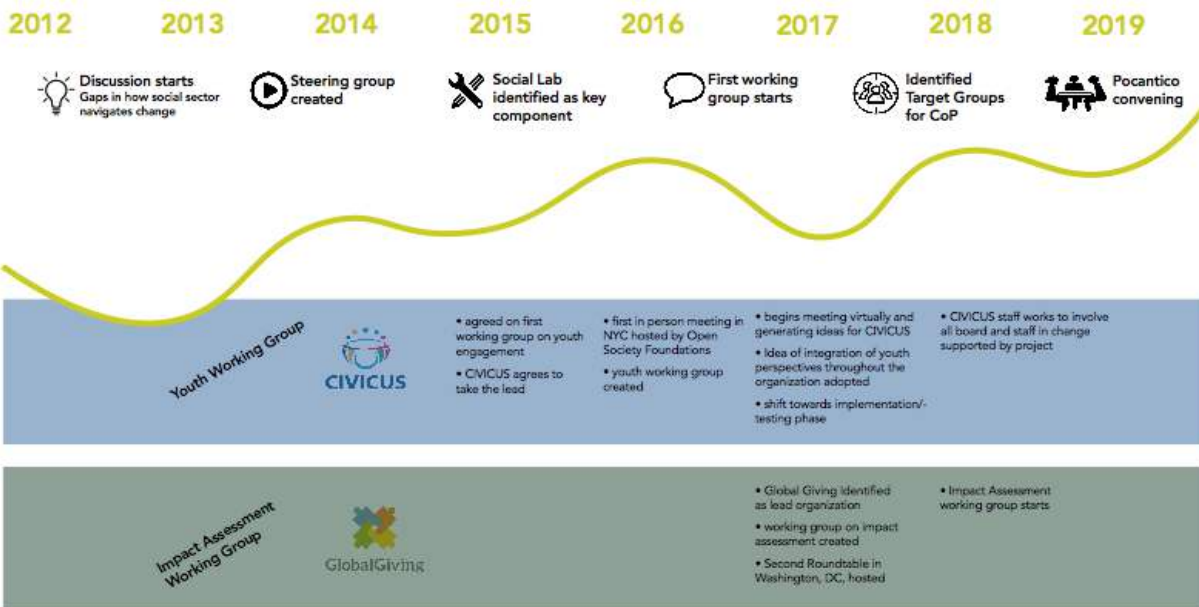 2012 2013 2014 2015 2016 2017 2018 2019
Discussion starts
Gaps in how social sector
navigates change
Steering group
created
Social Lab
identified as key
component
First working
group starts
Identified
Target Groups
for CoP
Pocantico
convening
Youth Working Group
CIVICUS
• agreed on first
working group on youth
engagement
• CIVICUS agrees to
take the lead
• first in person meeting in
NYC hosted by Open
Society Foundations
• youth working group
created
• begins meeting virtually and
generating ideas for CIVICUS
• Idea of integration of youth
perspectives throughout the
organization adopted
• shift towards implementation/-
testing phase
• CIVICUS staff works to involve
all board and staff in change
supported by project
Impact Assessment
Working Group
GlobalGiving
• Global Giving identified
as lead organization
• working group on impact
assessment created
• Second Roundtable in
Washington, DC, hosted
• Impact Assessment
working group starts